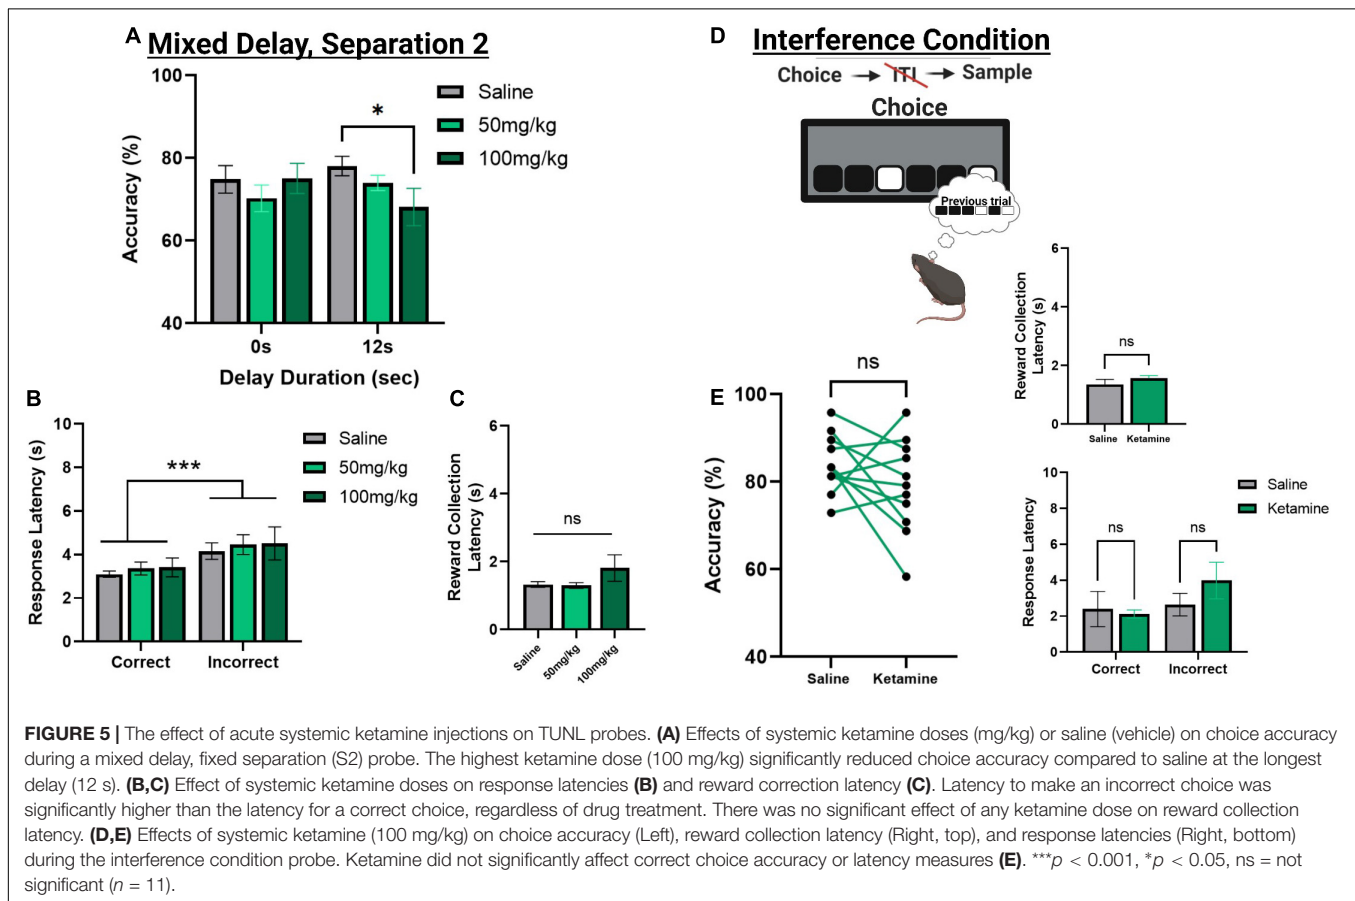 A Mixed Delay, Separation 2
100
80
60
40
Accuracy (%)
Saline
50mg/kg
100mg/kg
*
0s 12s
Delay Duration (sec)
B
10
8
6
4
2
0
Response Latency (s)
Saline
50mg/kg
100mg/kg
***
Correct Incorrect
C
6
4
2
0
Reward Collection
Latency (s)
ns
Saline 50mg/kg 100mg/kg
D Interference Condition
Choice ITI Sample
Choice
Previous trial
E
100
80
60
40
Accuracy (%)
ns
Saline Ketamine
6
4
2
0
Reward Collection
Latency (s)
ns
Saline Ketamine
10
8
6
4
2
0
Response Latency
Saline
Ketamine
ns ns
Correct Incorrect
FIGURE 5 | The effect of acute systemic ketamine injections on TUNL probes. (A) Effects of systemic ketamine doses (mg/kg) or saline (vehicle) on choice accuracy
during a mixed delay, fixed separation (S2) probe. The highest ketamine dose (100 mg/kg) significantly reduced choice accuracy compared to saline at the longest
delay (12 s). (B,C) Effect of systemic ketamine doses on response latencies (B) and reward correction latency (C). Latency to make an incorrect choice was
significantly higher than the latency for a correct choice, regardless of drug treatment. There was no significant effect of any ketamine dose on reward collection
latency. (D,E) Effects of systemic ketamine (100 mg/kg) on choice accuracy (Left), reward collection latency (Right, top), and response latencies (Right, bottom)
during the interference condition probe. Ketamine did not significantly affect correct choice accuracy or latency measures (E). ***p < 0.001, *p < 0.05, ns = not
significant (n = 11).